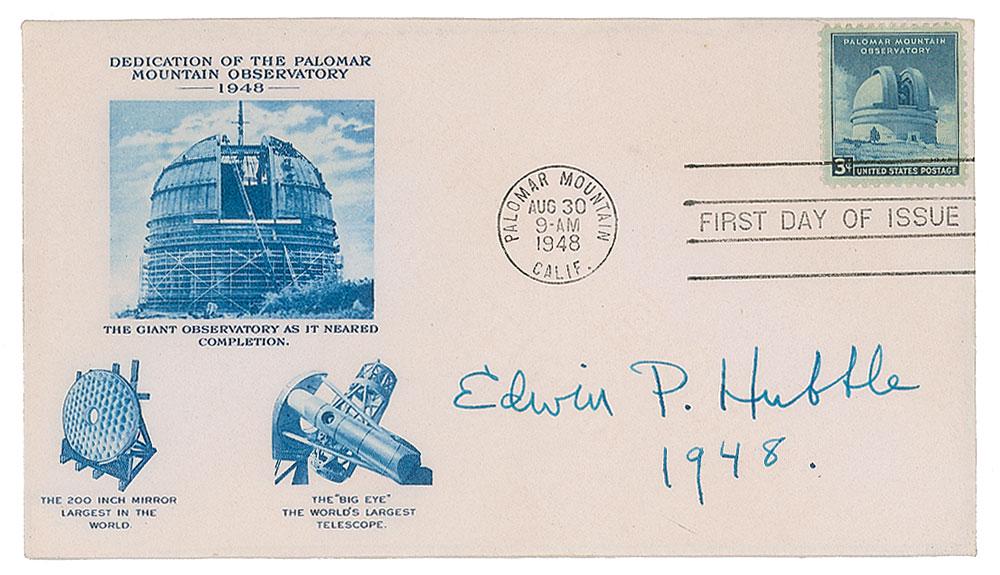 DEDICATION OF THE PALOMAR
MOUNTAIN OBSERVATORY
1948
THE GIANT OBSERVATORY AS IT NEARED
COMPLETION.
THE 200 INCH MIRROR
LARGEST IN THE
WORLD.
THE "BIG EYE"
THE WORLD'S LARGEST
TELESCOPE.
PALOMAR MOUNTAIN
AUG 30
9-AM
1948
CALIF.
PALOMAR MOUNTAIN
OBSERVATORY
1948
3¢ UNITED STATES POSTAGE
FIRST DAY OF ISSUE
Edwin P. Hubble
1948.